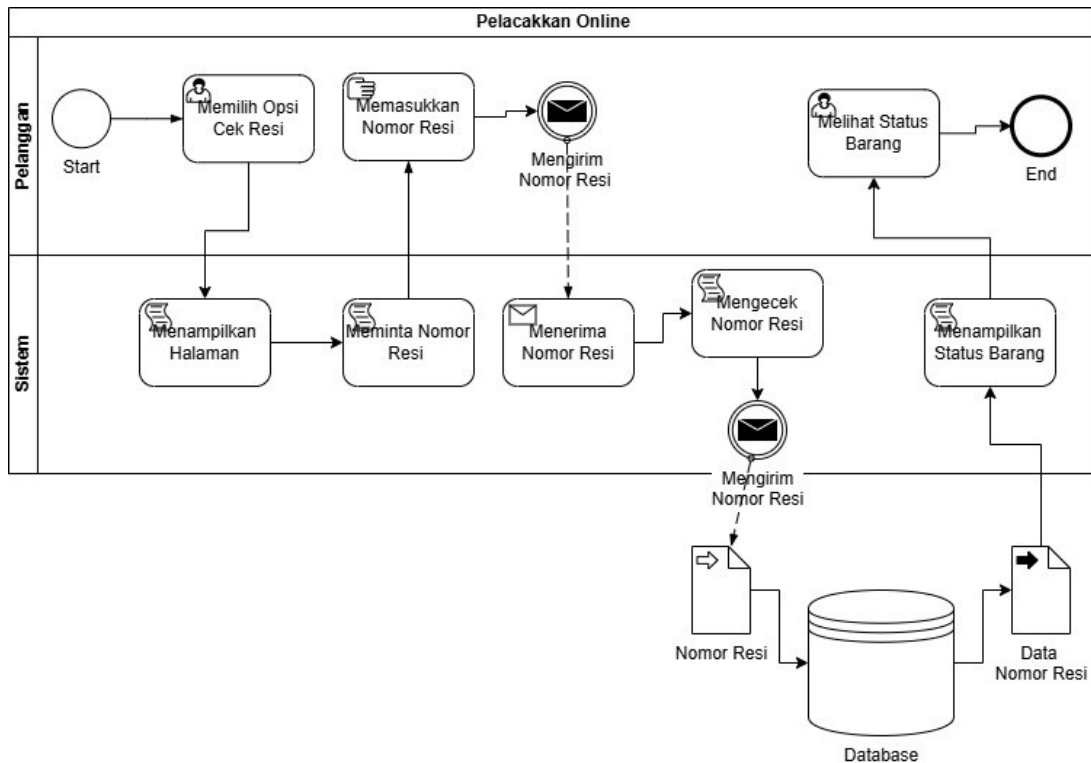 Pelacakkan Online
Pelanggan
Start
Memilih Opsi
Cek Resi
Memasukkan
Nomor Resi
Mengirim
Nomor Resi
Melihat Status
Barang
End
Sistem
Menampilkan
Halaman
Meminta Nomor
Resi
Menerima
Nomor Resi
Mengecek
Nomor Resi
Mengirim
Nomor Resi
Menampilkan
Status Barang
Nomor Resi
Database
Data
Nomor Resi